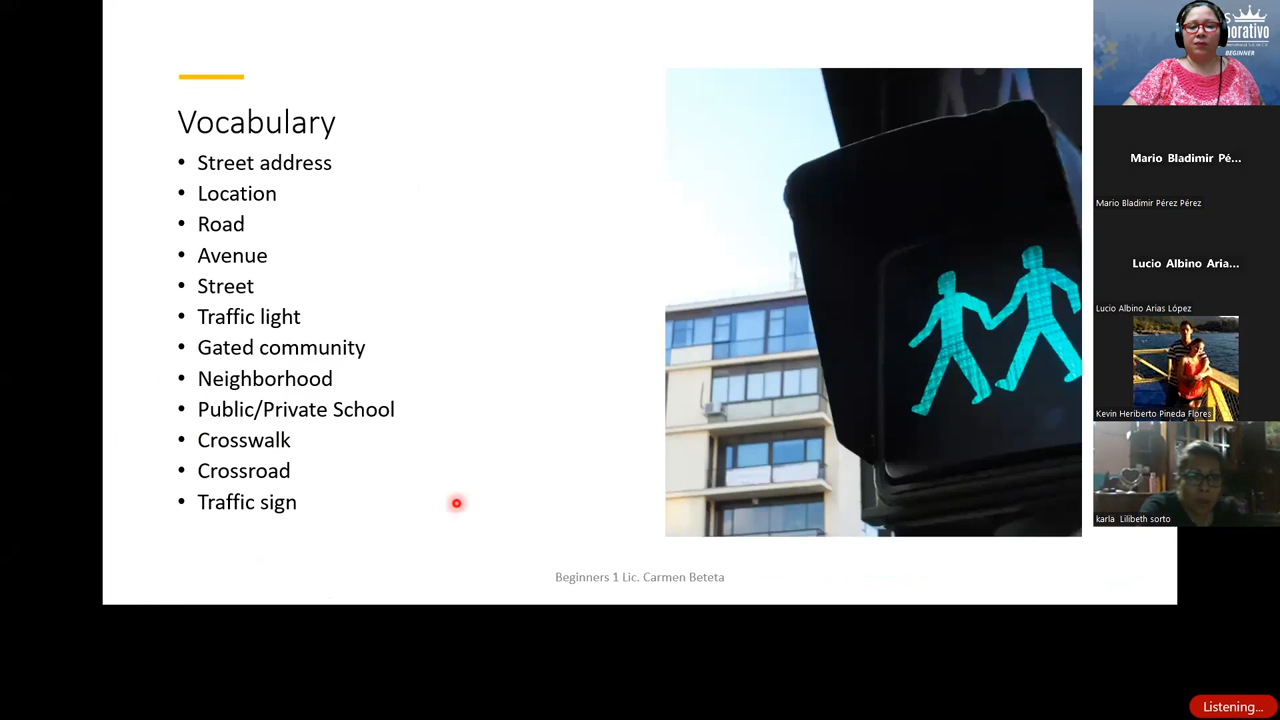 Vocabulary
• Street address
• Location
• Road
• Avenue
• Street
• Traffic light
• Gated community
• Neighborhood
• Public/Private School
• Crosswalk
• Crossroad
• Traffic sign
Beginners 1 Lic. Carmen Beteta
BEGINNER
Mario Bladimir Pé...
Mario Bladimir Pérez Pérez
Lucio Albino Aria...
Lucio Albino Arias López
Kevin Heriberto Pineda Flores
karla Lilibeth sorto
Listening...